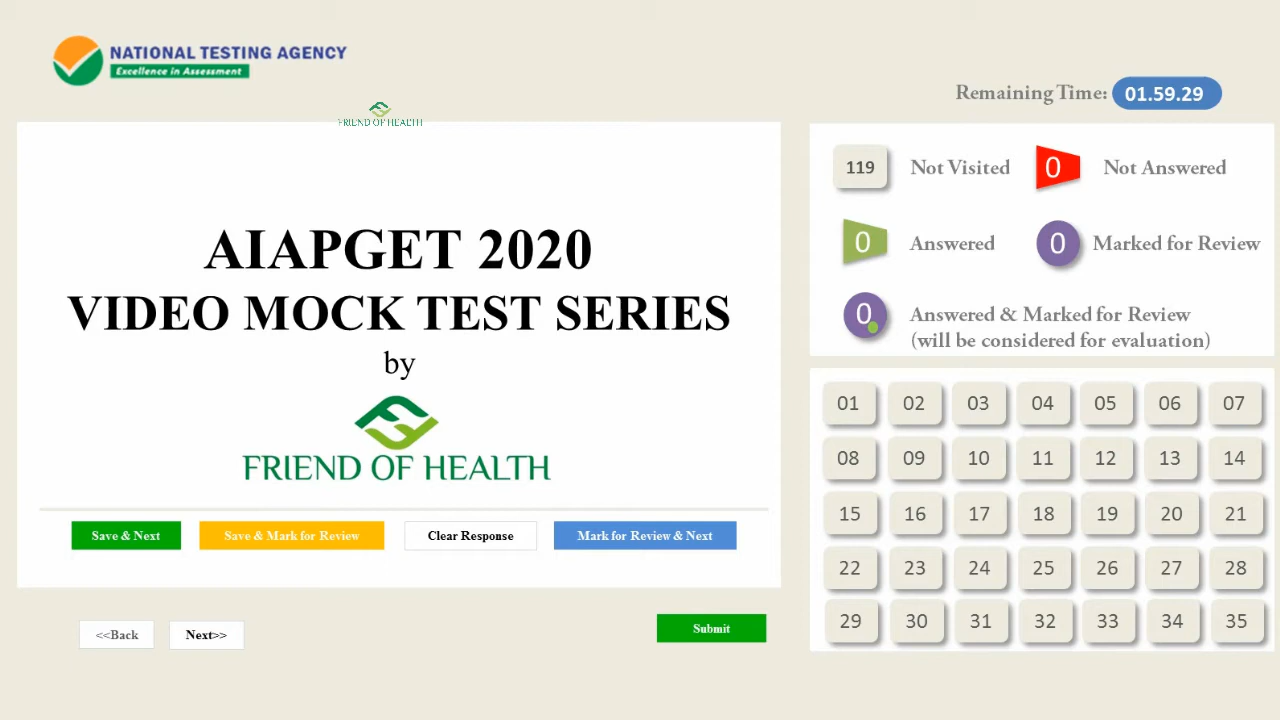 NATIONAL TESTING AGENCY
Excellence in Assessment
Remaining Time: 01.59.29
FRIEND OF HEALTH
AIAPGET 2020
VIDEO MOCK TEST SERIES
by
FRIEND OF HEALTH
Save & Next Save & Mark for Review Clear Response Mark for Review & Next
<<Back Next>> Submit
119 Not Visited 0 Not Answered
0 Answered 0 Marked for Review
0 Answered & Marked for Review
(will be considered for evaluation)
01 02 03 04 05 06 07
08 09 10 11 12 13 14
15 16 17 18 19 20 21
22 23 24 25 26 27 28
29 30 31 32 33 34 35